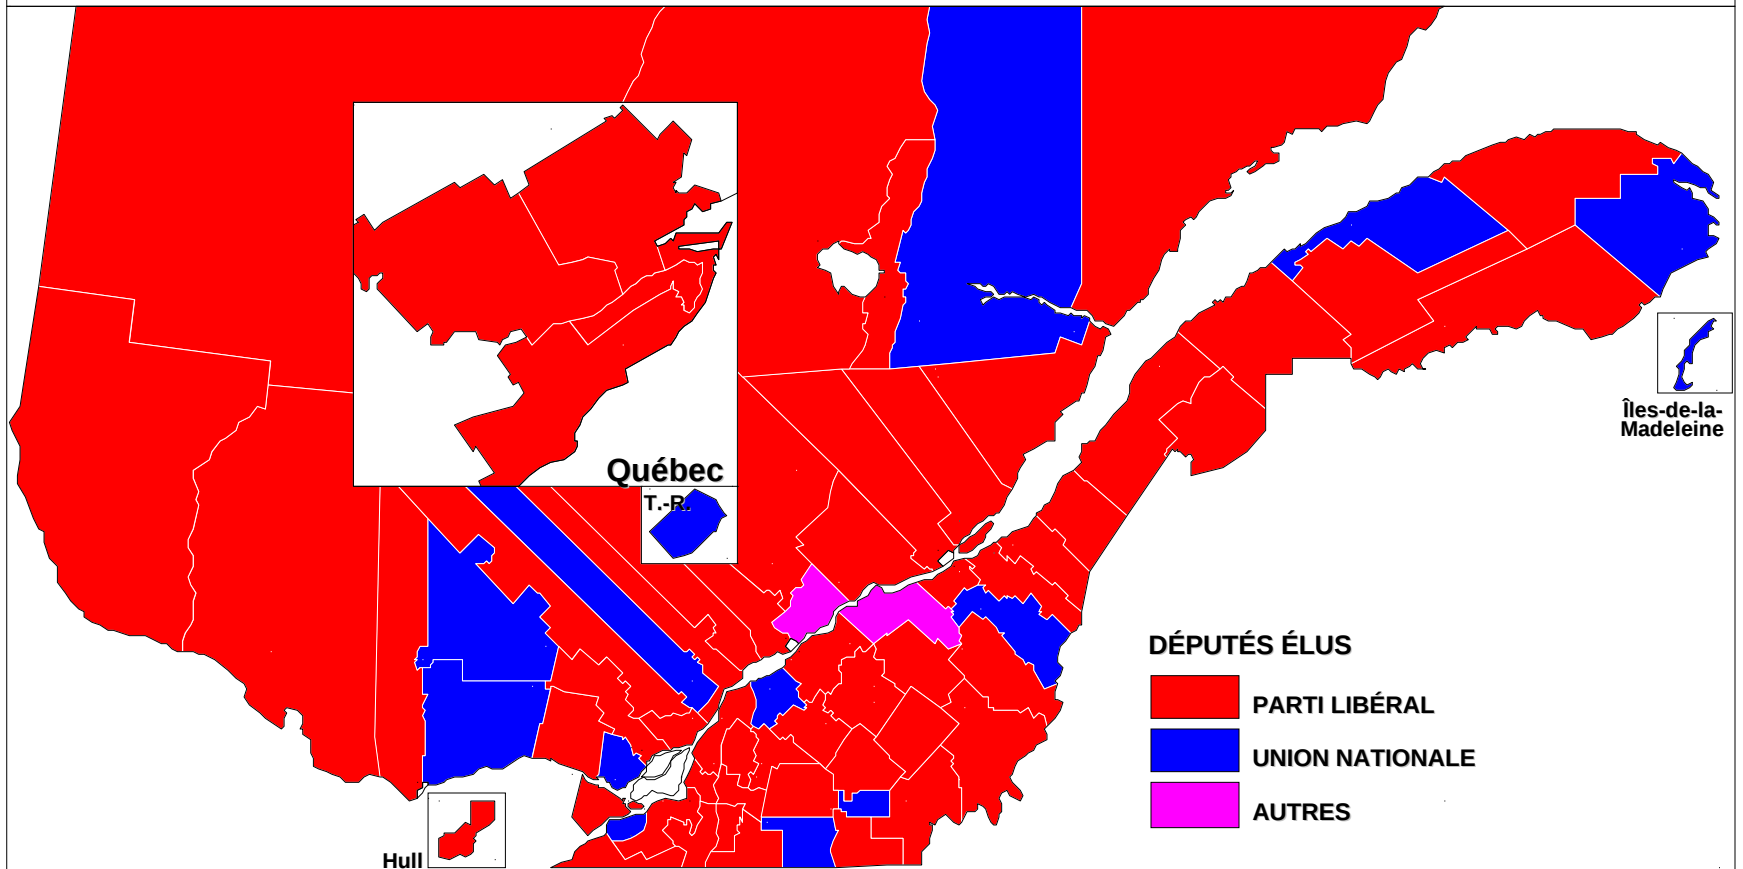 Québec
T.-R.
Îles-de-la-
Madeleine
DÉPUTÉS ÉLUS
PARTI LIBÉRAL
UNION NATIONALE
AUTRES
Hull